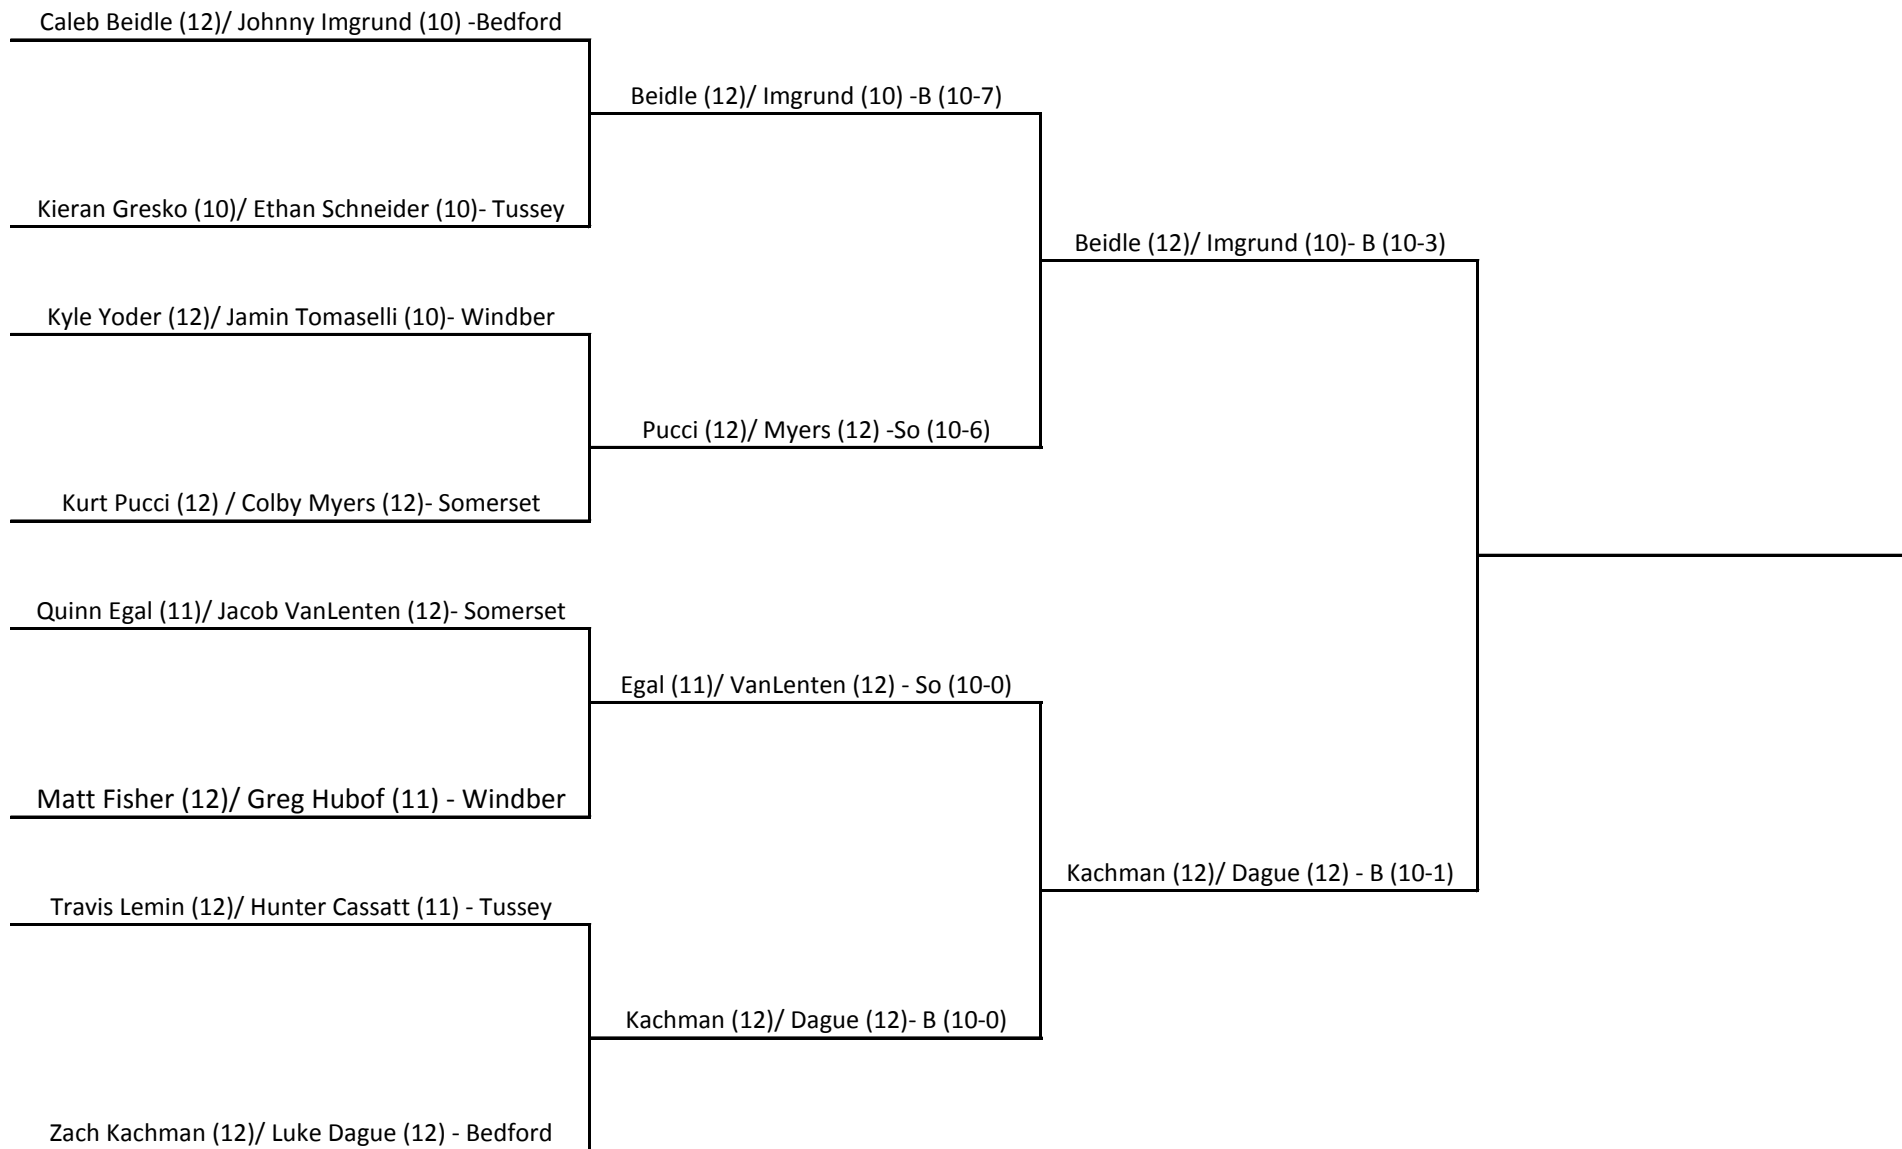 Caleb Beidle (12)/ Johnny Imgrund (10) -Bedford
Beidle (12)/ Imgrund (10) -B (10-7)
Kieran Gresko (10)/ Ethan Schneider (10)- Tussey
Beidle (12)/ Imgrund (10)- B (10-3)
Kyle Yoder (12)/ Jamin Tomaselli (10)- Windber
Pucci (12)/ Myers (12) -So (10-6)
Kurt Pucci (12) / Colby Myers (12)- Somerset
Quinn Egal (11)/ Jacob VanLenten (12)- Somerset
Egal (11)/ VanLenten (12) - So (10-0)
Matt Fisher (12)/ Greg Hubof (11) - Windber
Kachman (12)/ Dague (12) - B (10-1)
Travis Lemin (12)/ Hunter Cassatt (11) - Tussey
Kachman (12)/ Dague (12)- B (10-0)
Zach Kachman (12)/ Luke Dague (12) - Bedford